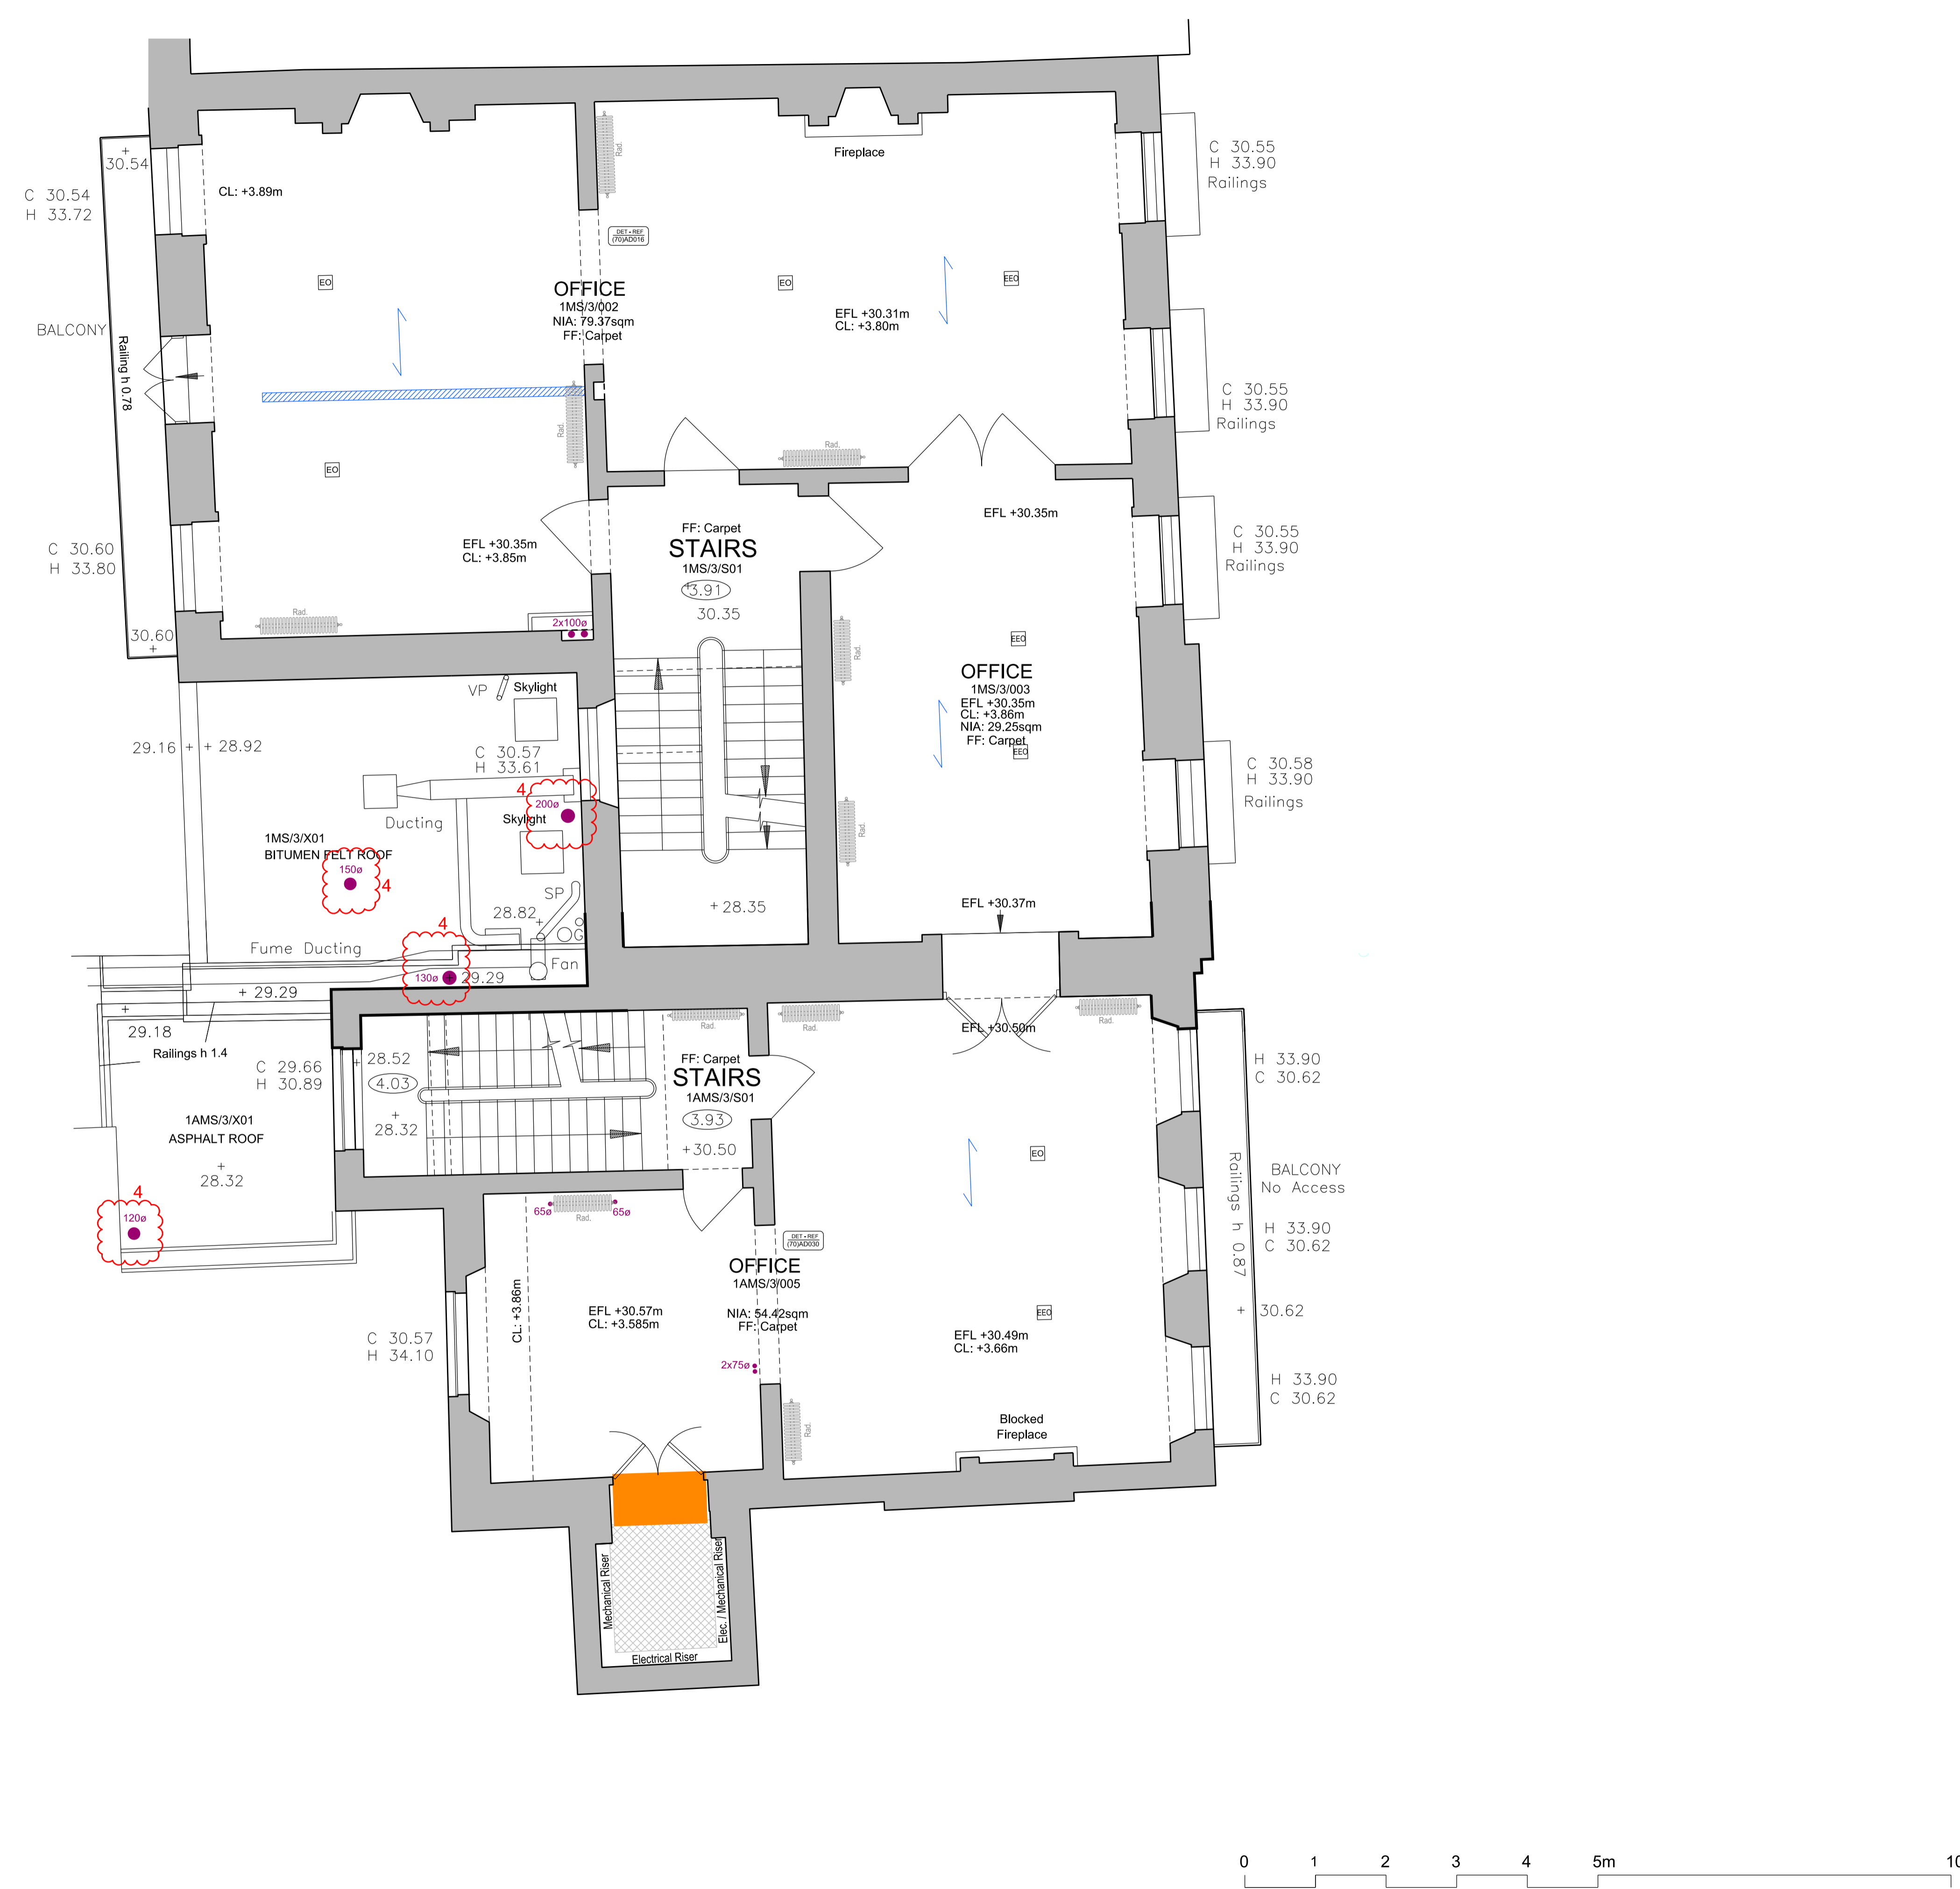 30.54
C 30.54
H 33.72
CL: +3.89m
Rad.
Fireplace
C 30.55
H 33.90
Railings
DET • REF
(70)AD016
EO
EO
EEO
OFFICE
1MS/3/002
NIA: 79.37sqm
FF: Carpet
EFL +30.31m
CL: +3.80m
BALCONY
Railing h 0.78
C 30.55
H 33.90
Railings
Rad.
Rad.
EO
EFL +30.35m
CL: +3.85m
C 30.60
H 33.80
FF: Carpet
STAIRS
1MS/3/S01
3.91
30.35
EFL +30.35m
C 30.55
H 33.90
Railings
Rad.
2x100ø
30.60
Rad.
EEO
OFFICE
1MS/3/003
EFL +30.35m
CL: +3.86m
NIA: 29.25sqm
FF: Carpet
EEO
VP
Skylight
29.16 + + 28.92
C 30.57
H 33.61
C 30.58
H 33.90
Railings
4
200ø
Skylight
Ducting
Rad.
1MS/3/X01
BITUMEN FELT ROOF
150ø
4
SP
28.82
G
+ 28.35
EFL +30.37m
4
Fume Ducting
Fan
130ø
29.29
+ 29.29
29.18
Railings h 1.4
Rad.
Rad.
Rad.
EFL +30.50m
28.52
4.03
C 29.66
H 30.89
FF: Carpet
STAIRS
1AMS/3/S01
3.93
+30.50
H 33.90
C 30.62
1AMS/3/X01
ASPHALT ROOF
28.32
28.32
EO
Railings h 0.87
BALCONY
No Access
H 33.90
C 30.62
4
120ø
65ø
Rad.
65ø
DET • REF
(70)AD030
OFFICE
1AMS/3/005
NIA: 54.42sqm
FF: Carpet
CL: +3.86m
EFL +30.57m
CL: +3.585m
EEO
+ 30.62
EFL +30.49m
CL: +3.66m
C 30.57
H 34.10
2x75ø
H 33.90
C 30.62
Rad.
Blocked
Fireplace
Mechanical Riser
Elec. / Mechanical Riser
Electrical Riser
0 1 2 3 4 5m 10